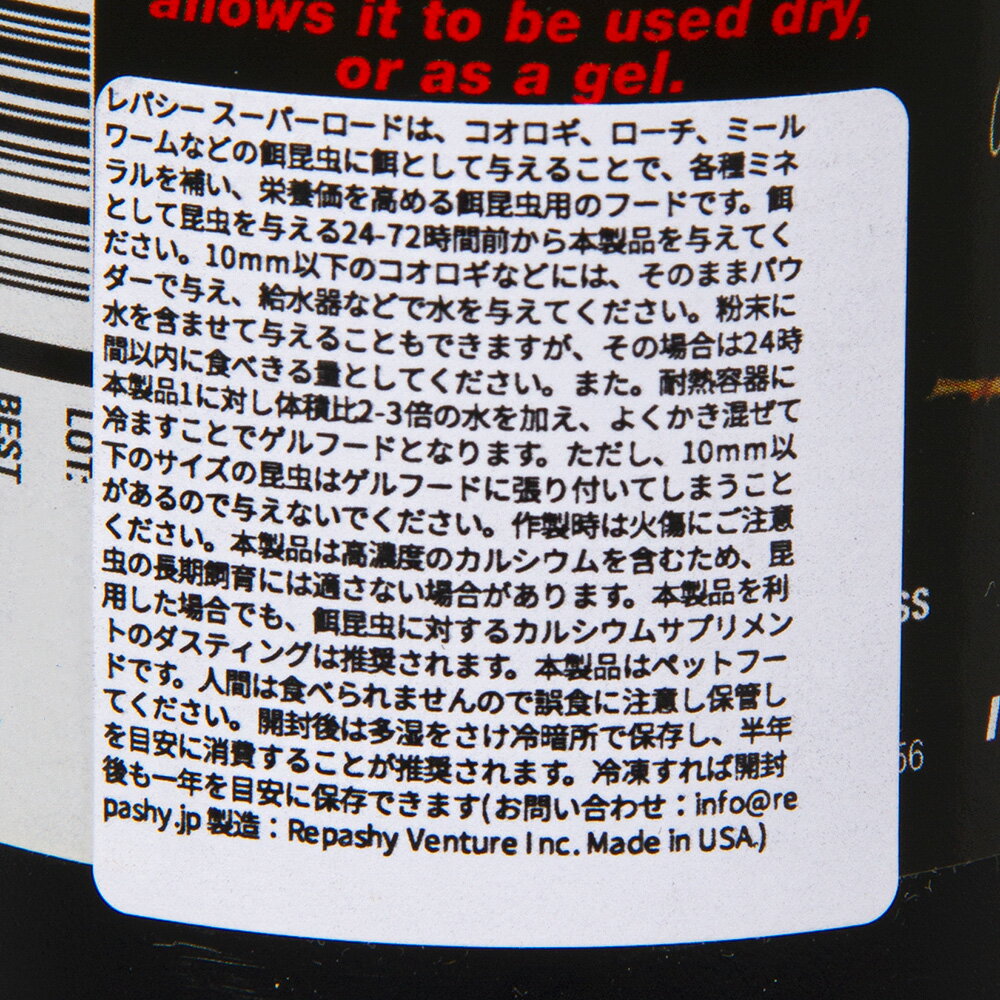 allows it to be used dry,
or as a gel.
レパシー スーパーロードは、コオロギ、ローチ、ミール
ワームなどの餌昆虫に餌として与えることで、各種ミネ
ラルを補い、栄養価を高める餌昆虫用のフードです。餌
として昆虫を与える24-72時間前から本製品を与えてく
ださい。10mm以下のコオロギなどには、そのままパウ
ダーで与え、給水器などで水を与えてください。粉末に
水を含ませて与えることもできますが、その場合は24時
間以内に食べきる量としてください。また。耐熱容器に
本製品1に対し体積比2-3倍の水を加え、よくかき混ぜて
冷ますことでゲルフードとなります。ただし、10mm以
下のサイズの昆虫はゲルフードに張り付いてしまうこと
があるので与えないでください。作製時は火傷にご注意
ください。本製品は高濃度のカルシウムを含むため、昆
虫の長期飼育には適さない場合があります。本製品を利
用した場合でも、餌昆虫に対するカルシウムサプリメン
トのダスティングは推奨されます。本製品はペットフー
ドです。人間は食べられませんので誤食に注意し保管し
てください。開封後は多湿をさけ冷暗所で保存し、半年
を目安に消費することが推奨されます。冷凍すれば開封
後も一年を目安に保存できます(お問い合わせ：info@re
pashy.jp 製造：Repashy Venture Inc. Made in USA.)
LOT:
BEST
ss
56